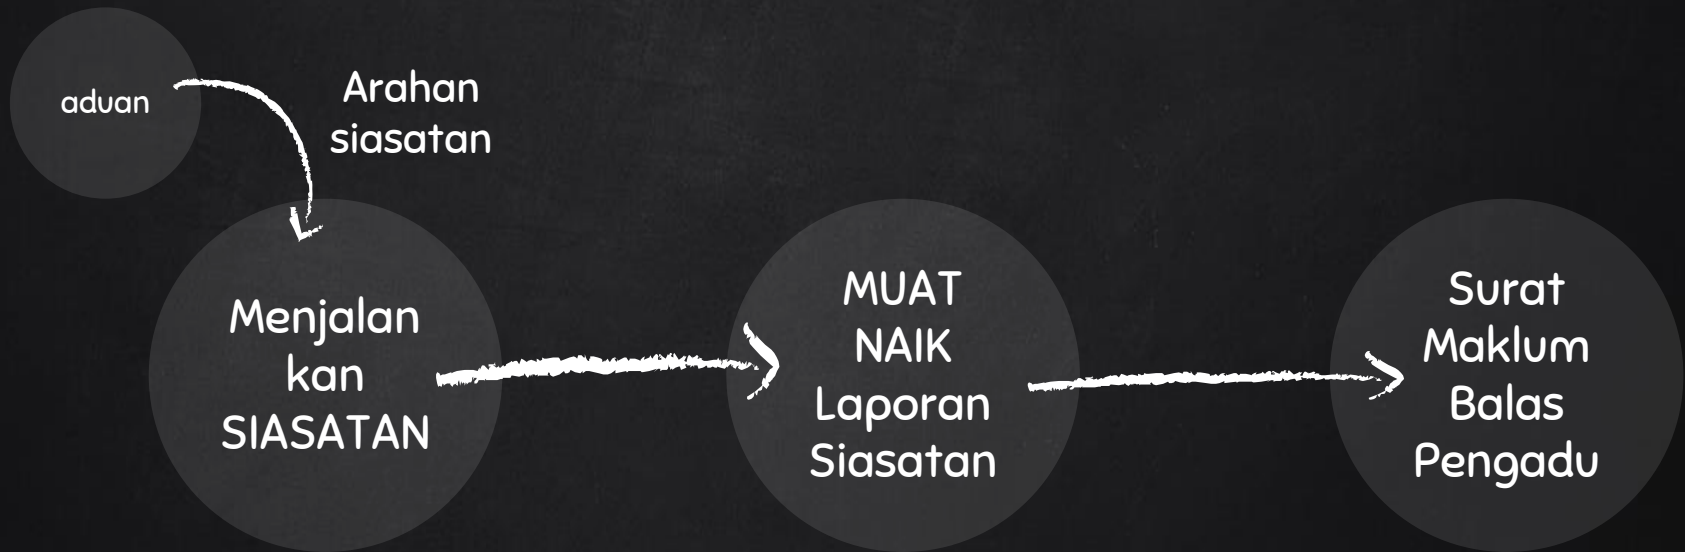 aduan
Arahan
siasatan
Menjalan
kan
SIASATAN
MUAT
NAIK
Laporan
Siasatan
Surat
Maklum
Balas
Pengadu